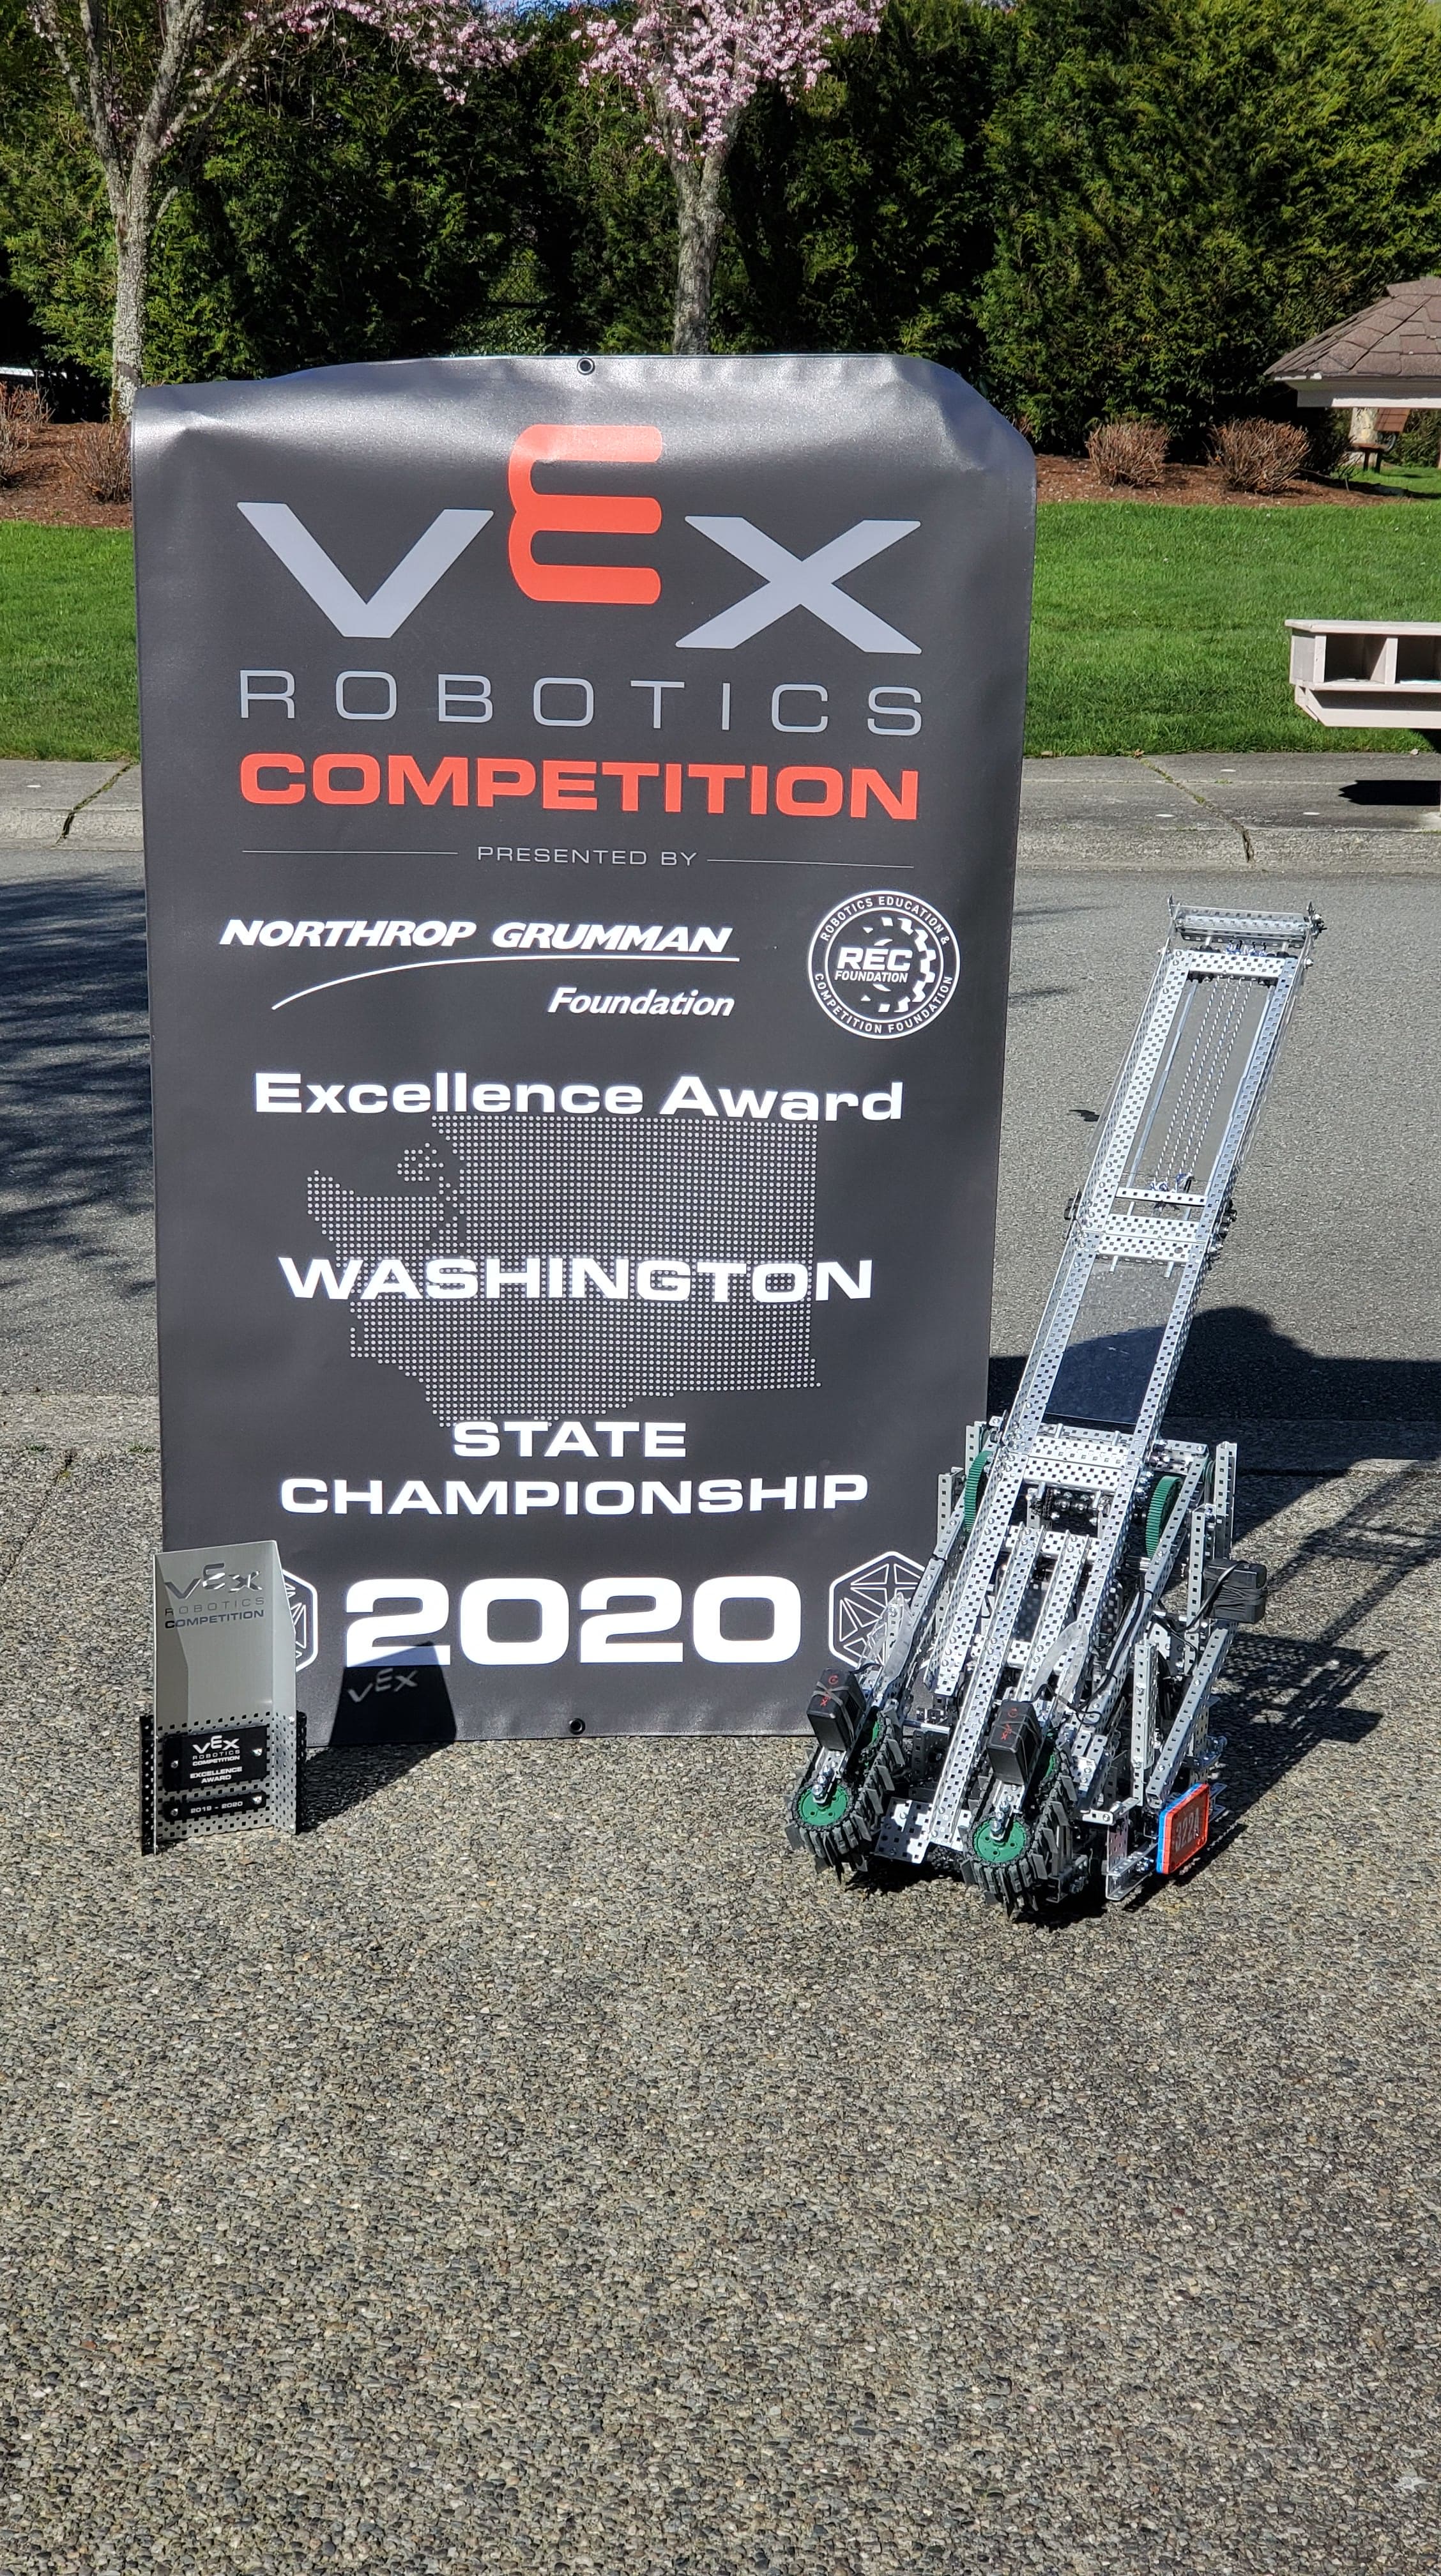 VEX
ROBOTICS
COMPETITION
PRESENTED BY
NORTHROP GRUMMAN
Foundation
ROBOTICS EDUCATION &
REC
FOUNDATION
COMPETITION FOUNDATION
Excellence Award
WASHINGTON
STATE
CHAMPIONSHIP
2020
VEX
VEX
ROBOTICS
COMPETITION
VEX
ROBOTICS
COMPETITION
EXCELLENCE
AWARD
2019 - 2020